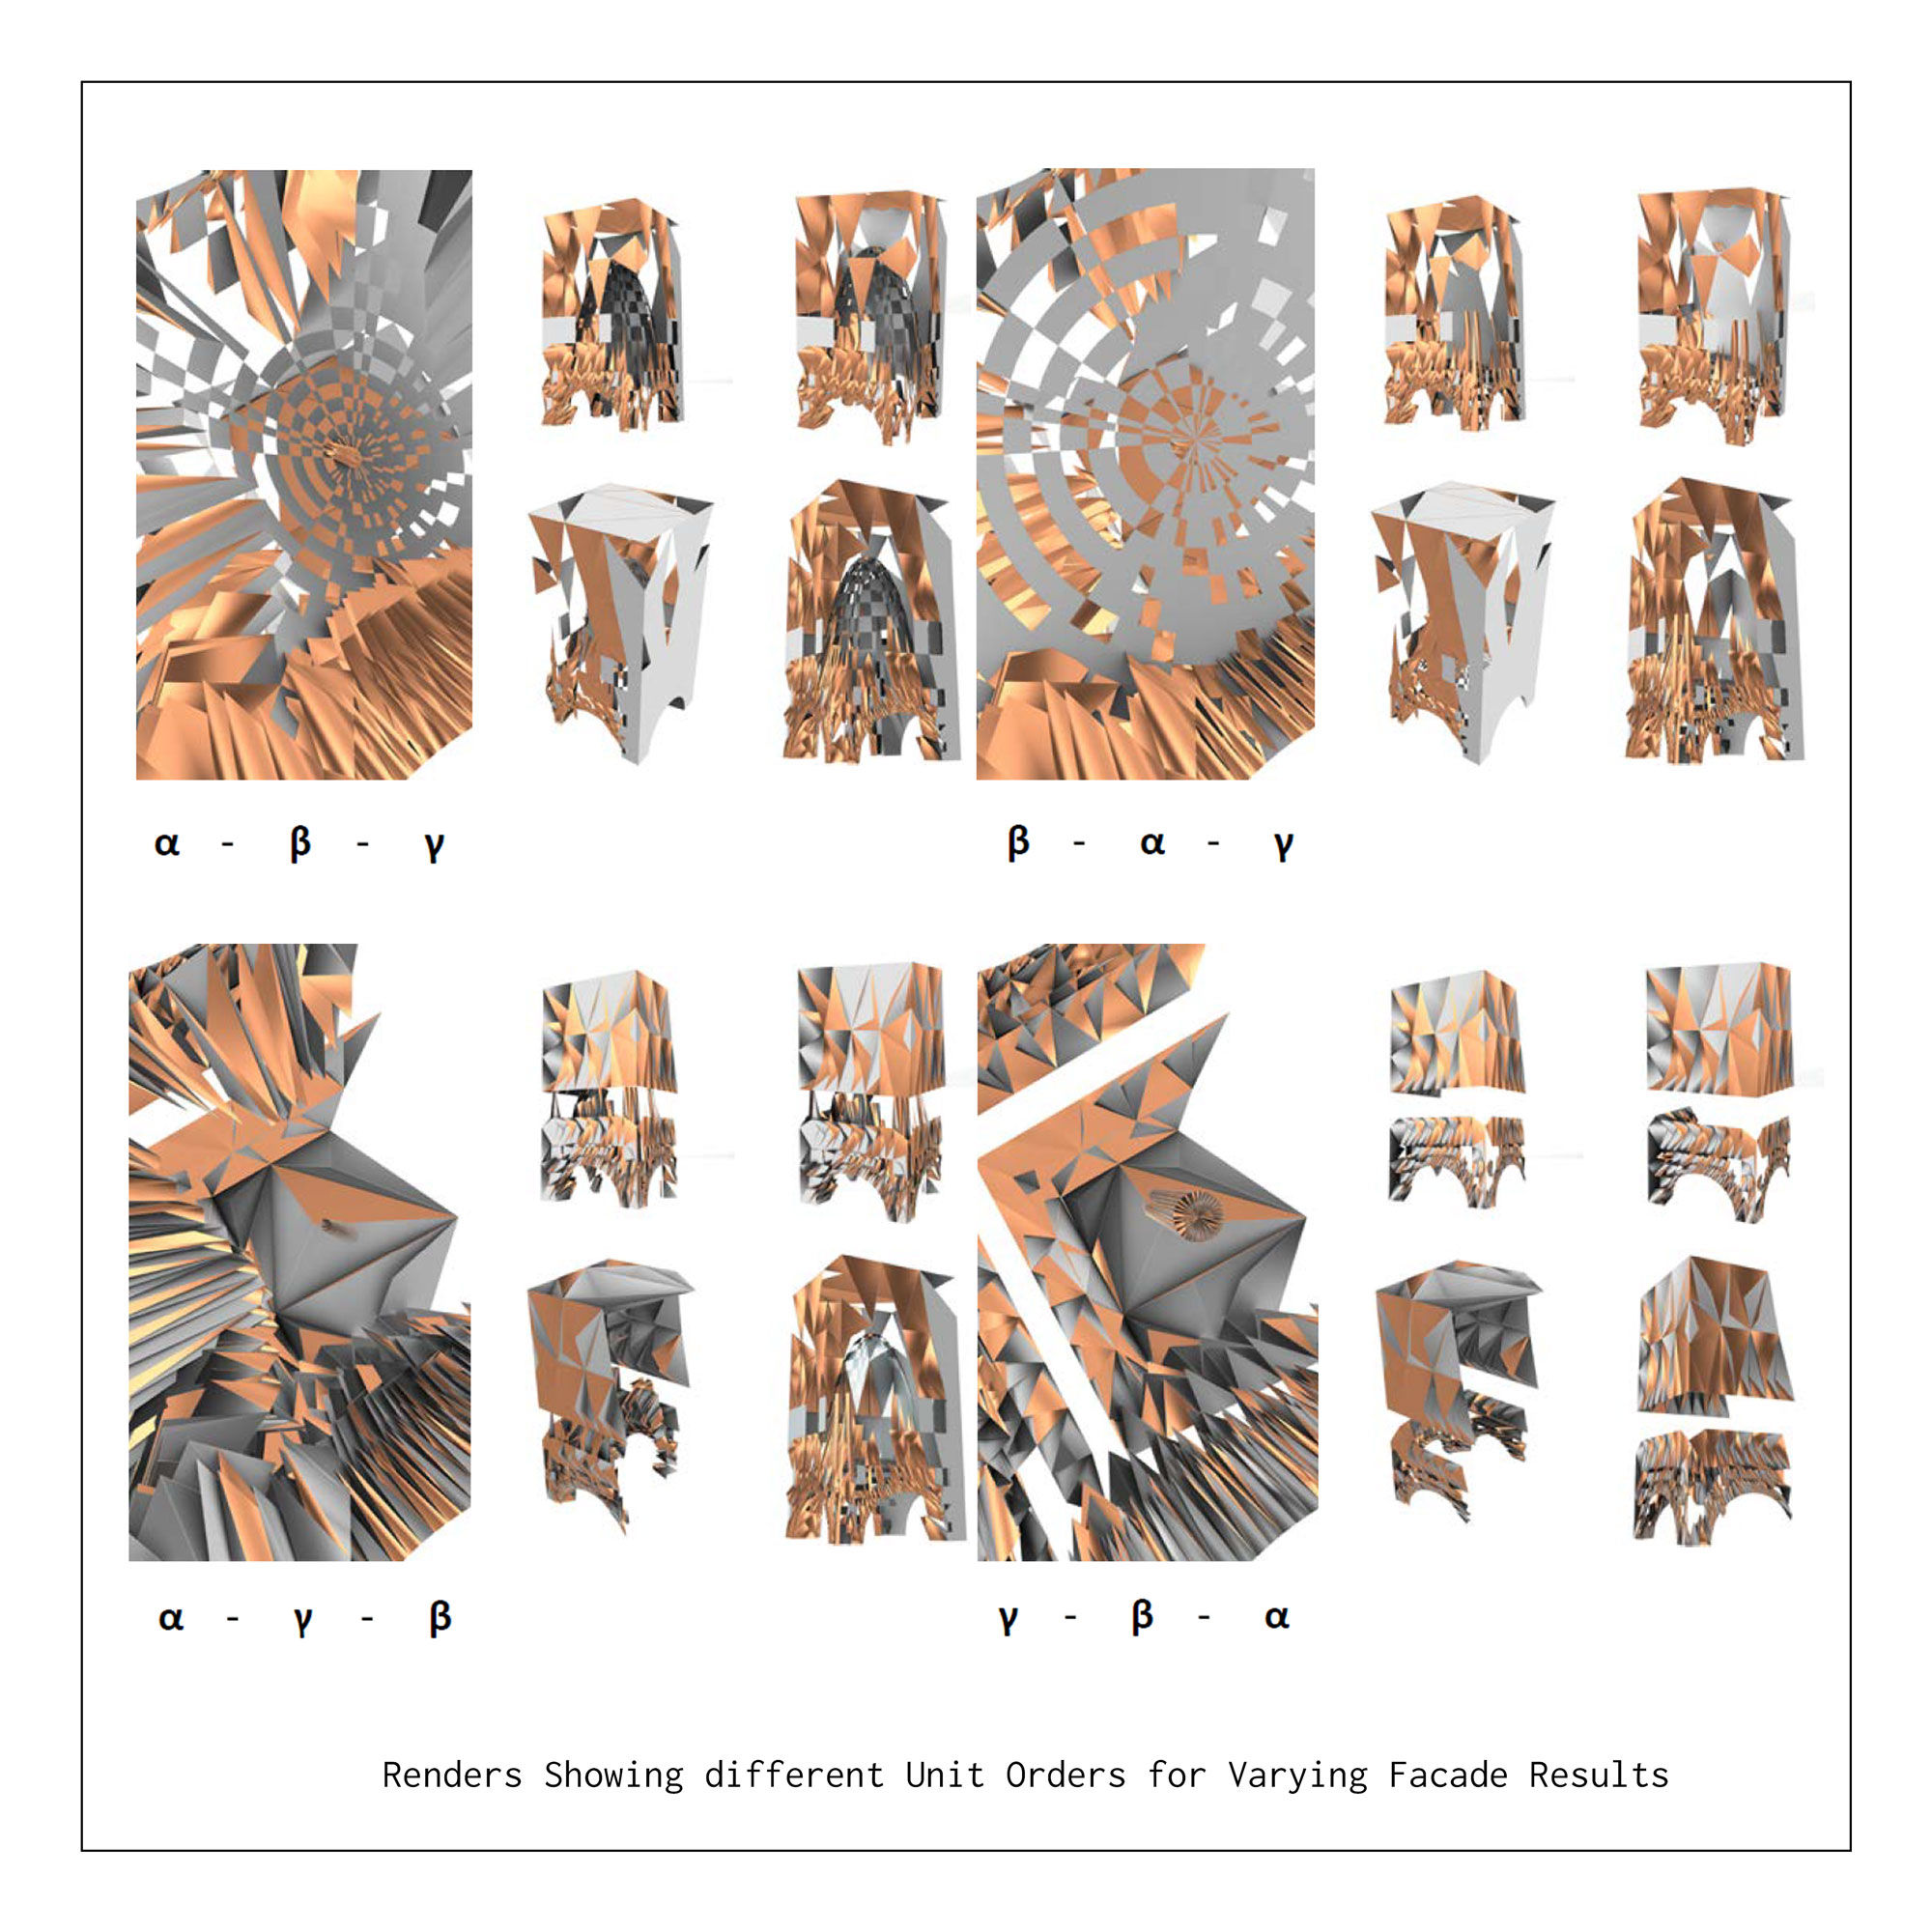 α - β - γ
β - α - γ
α - γ - β
γ - β - α
Renders Showing different Unit Orders for Varying Facade Results